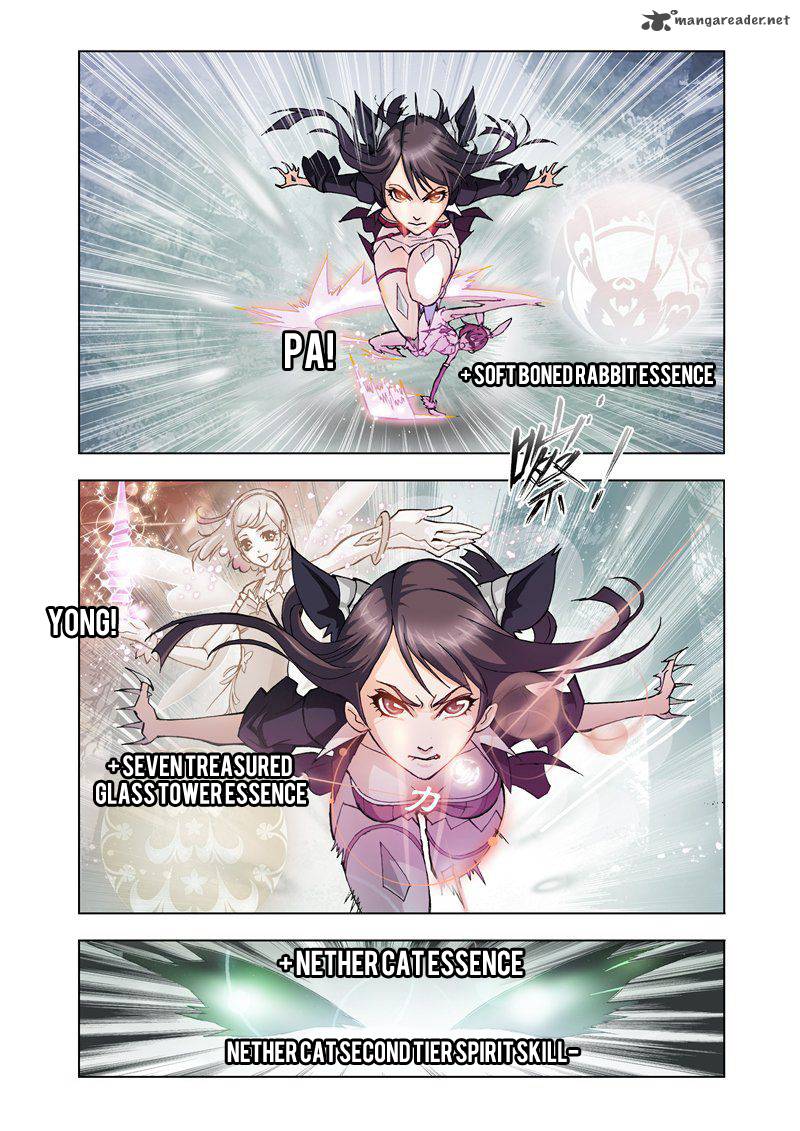 mangareader.net
PA!
+ SOFT BONED RABBIT ESSENCE
嚓!
YONG!
+ SEVEN TREASURED
GLASS TOWER ESSENCE
力
+ NETHER CAT ESSENCE
NETHER CAT SECOND TIER SPIRIT SKILL-